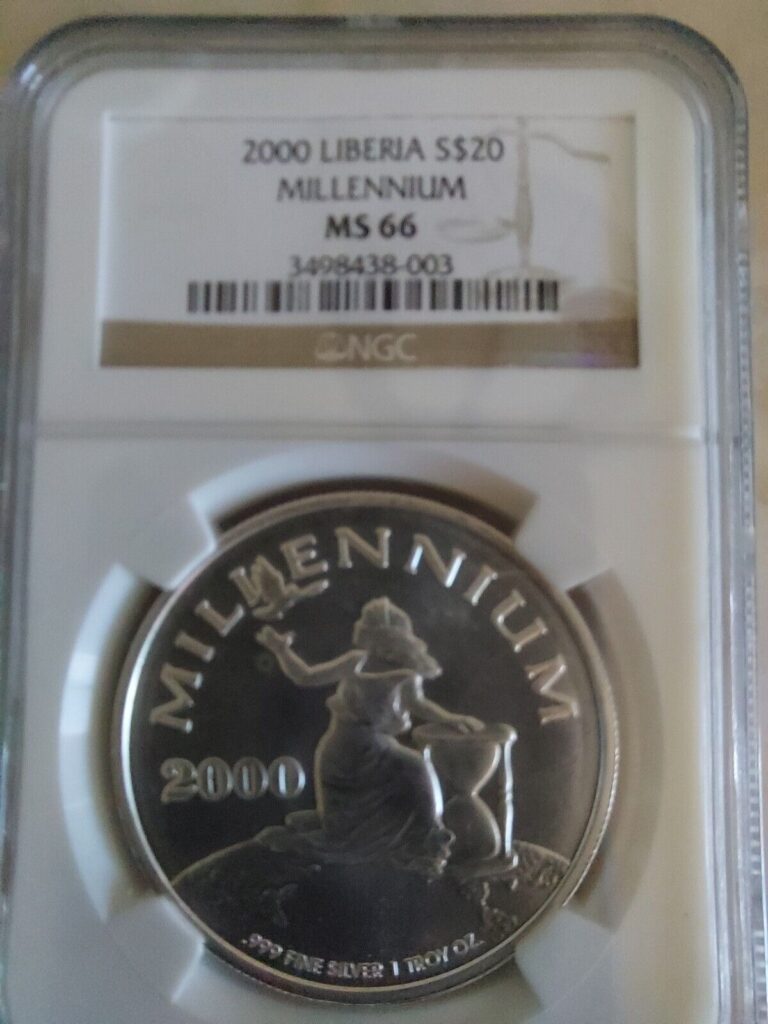 2000 LIBERIA S$20
MILLENNIUM
MS 66
3498438-003
NGC
MILLENNIUM
2000
.999 FINE SILVER 1 TROY OZ.